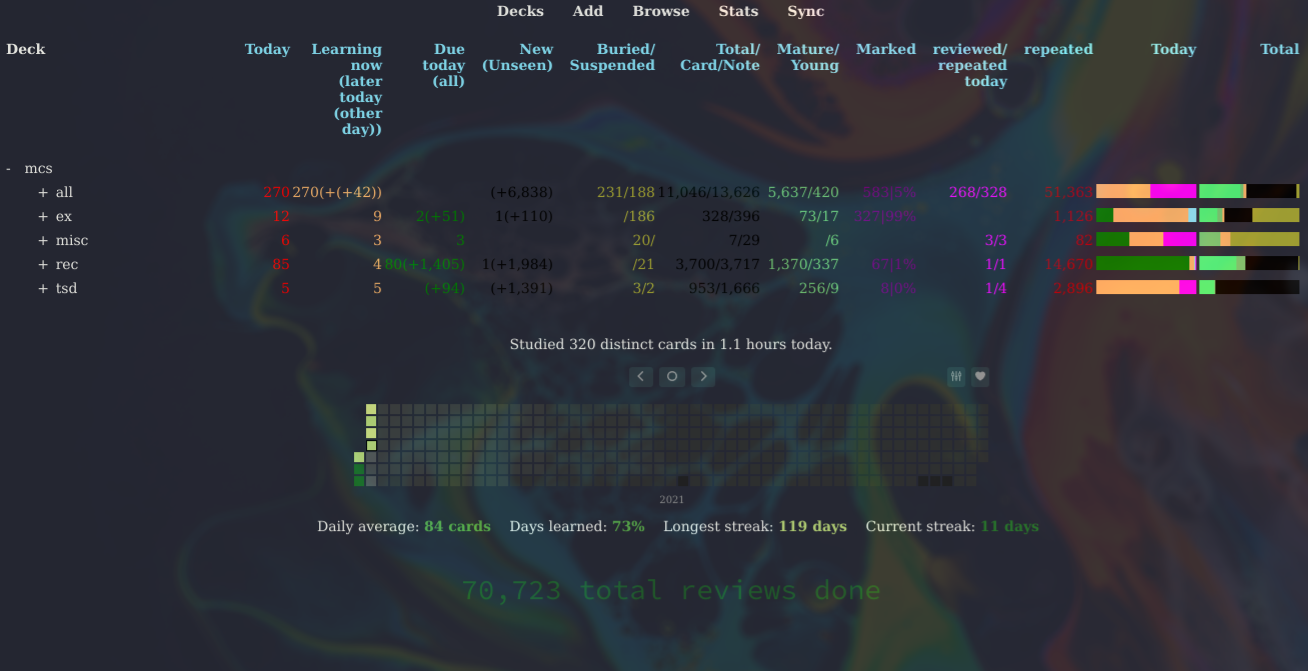 Decks Add Browse Stats Sync
Deck Today Learning now (later today (other day)) Due today (all) New (Unseen) Buried/ Suspended Total/ Card/Note Mature/ Young Marked reviewed/ repeated today repeated Today Total
- mcs
+ all 270 270(+(+42)) (+6,838) 231/188 11,046/13,626 5,637/420 583|5% 268/328 51,363
+ ex 12 9 2(+51) 1(+110) /186 328/396 73/17 327|99% 1,126
+ misc 6 3 3 20/ 7/29 /6 3/3 82
+ rec 85 4 80(+1,405) 1(+1,984) /21 3,700/3,717 1,370/337 67|1% 1/1 14,670
+ tsd 5 5 (+94) (+1,391) 3/2 953/1,666 256/9 8|0% 1/4 2,896
Studied 320 distinct cards in 1.1 hours today.
2021
Daily average: 84 cards Days learned: 73% Longest streak: 119 days Current streak: 11 days
70,723 total reviews done